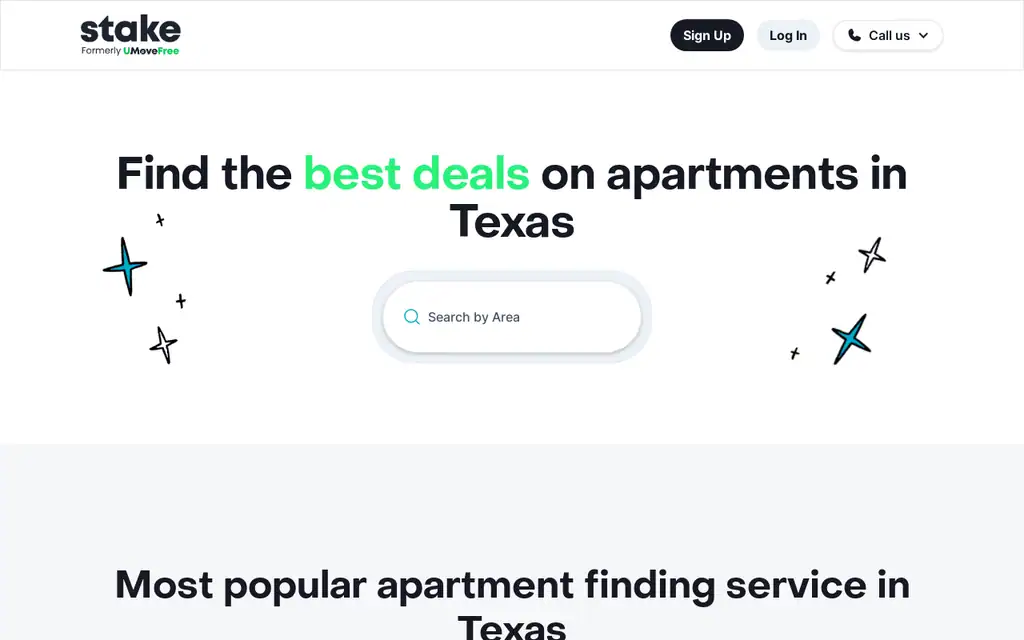 stake
Formerly UMoveFree
Sign Up
Log In
Call us
Find the best deals on apartments in
Texas
Search by Area
Most popular apartment finding service in
Texas